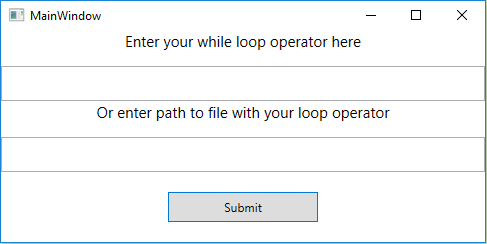 MainWindow
Enter your while loop operator here
Or enter path to file with your loop operator
Submit